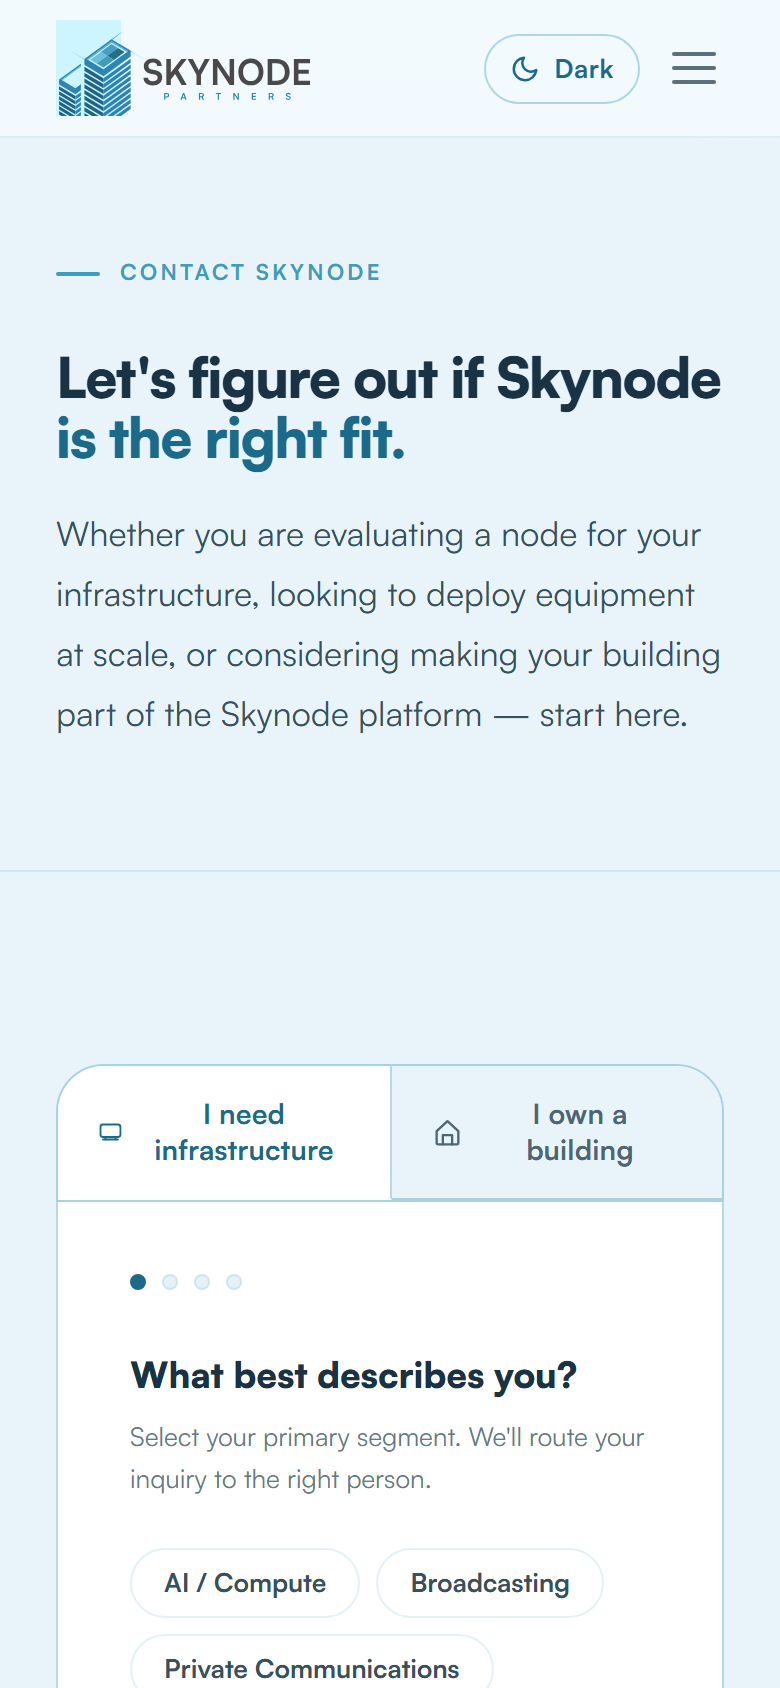 SKYNODE
PARTNERS
Dark
CONTACT SKYNODE
Let's figure out if Skynode
is the right fit.
Whether you are evaluating a node for your
infrastructure, looking to deploy equipment
at scale, or considering making your building
part of the Skynode platform — start here.
I need
infrastructure
I own a
building
What best describes you?
Select your primary segment. We'll route your
inquiry to the right person.
AI / Compute
Broadcasting
Private Communications